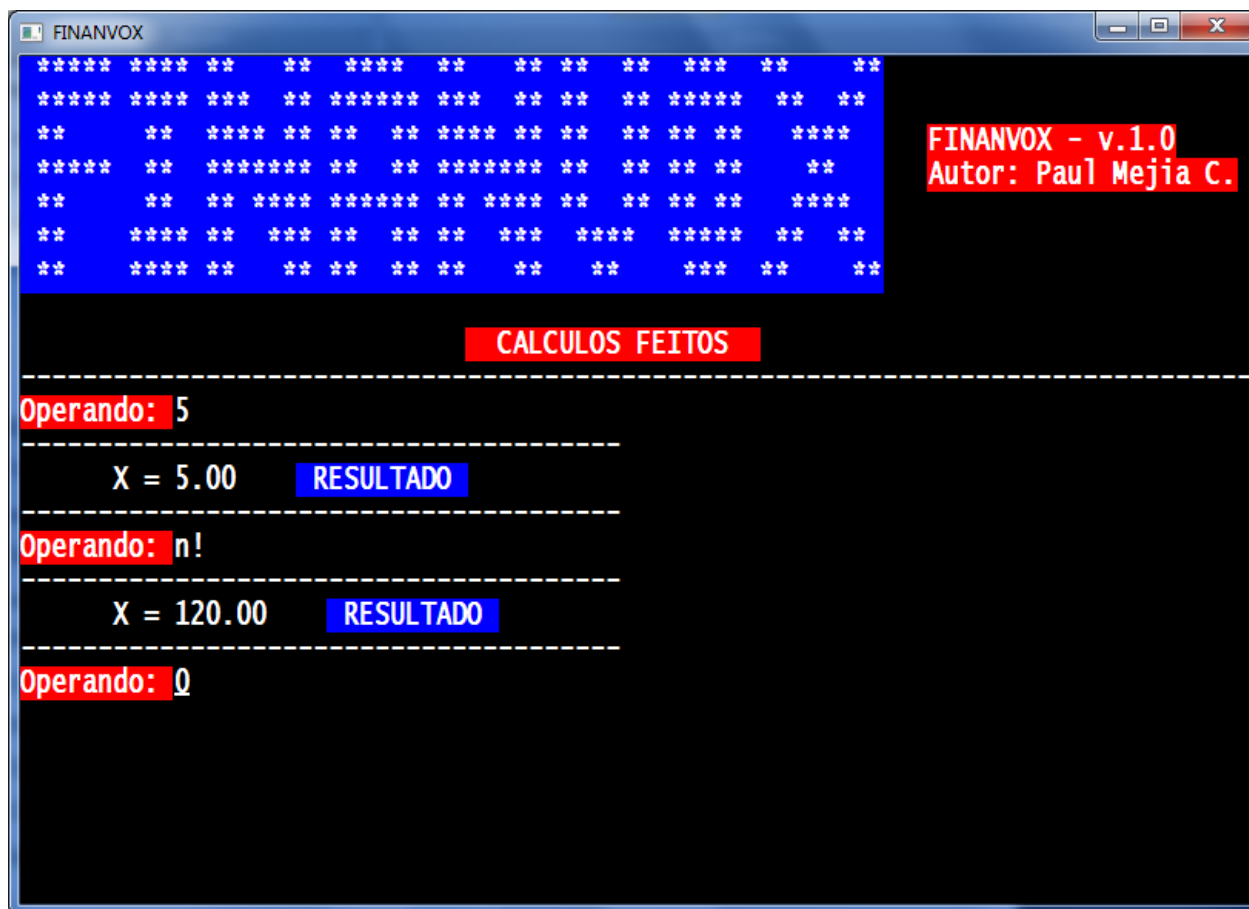 FINANVOX
FINANVOX - v.1.0
Autor: Paul Mejia C.
CALCULOS FEITOS
--------------------------------------------------------------------------------
Operando: 5
---------------------------------------
X = 5.00 RESULTADO
---------------------------------------
Operando: n!
---------------------------------------
X = 120.00 RESULTADO
---------------------------------------
Operando: 0